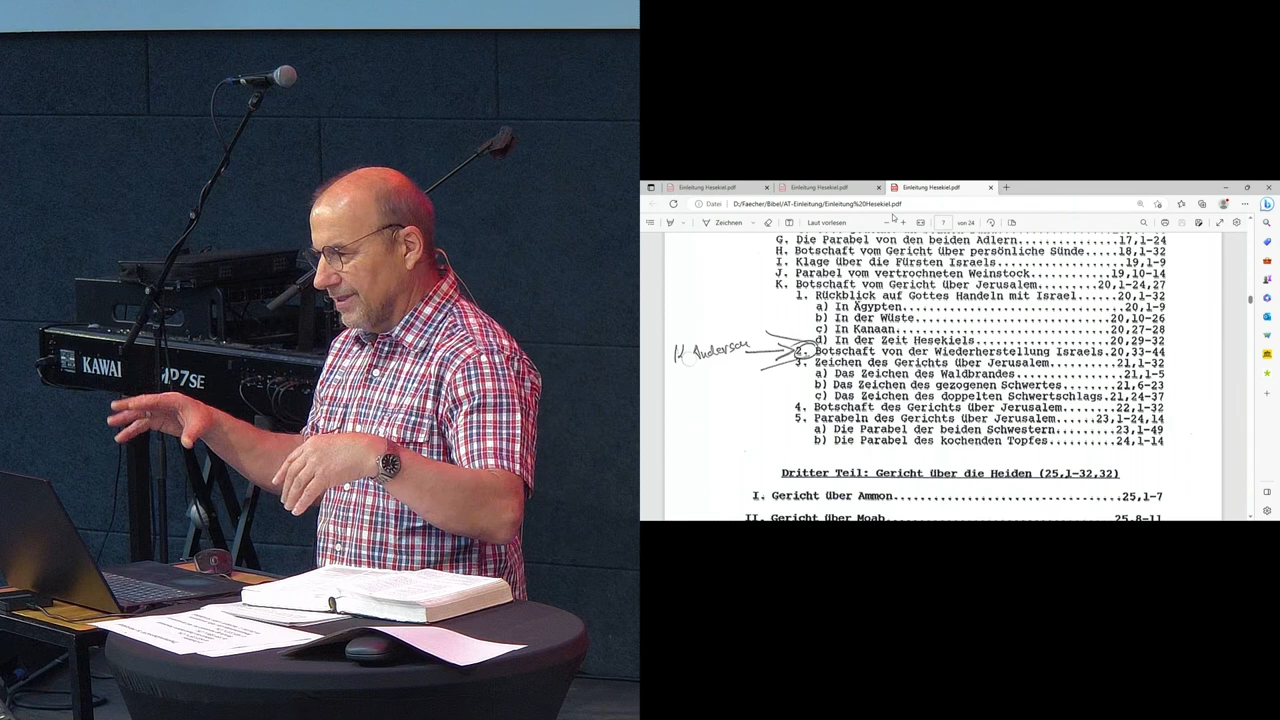 KAWAI MP7SE
Einleitung Hesekiel.pdf
Einleitung Hesekiel.pdf
Einleitung Hesekiel.pdf
Datei D:/Faecher/Bibel/AT-Einleitung/Einleitung%20Hesekiel.pdf
Zeichnen Laut vorlesen 7 von 24
G. Die Parabel von den beiden Adlern...................17,1-24
H. Botschaft vom Gericht über persönliche Sünde.....18,1-32
I. Klage über die Fürsten Israels....................19,1-9
J. Parabel vom vertrochneten Weinstock..............19,10-14
K. Botschaft vom Gericht über Jerusalem.....20,1-24,27
1. Rückblick auf Gottes Handeln mit Israel.....20,1-32
a) In Ägypten..................................20,1-9
b) In der Wüste................................20,10-26
c) In Kanaan...................................20,27-28
d) In der Zeit Hesekiels.......................20,29-32
2. Botschaft von der Wiederherstellung Israels.20,33-44
3. Zeichen des Gerichts über Jerusalem.........21,1-32
a) Das Zeichen des Waldbrandes.................21,1-5
b) Das Zeichen des gezogenen Schwertes.......21,6-23
c) Das Zeichen des doppelten Schwertschlags.21,24-37
4. Botschaft des Gerichts über Jerusalem.......22,1-32
5. Parabeln des Gerichts über Jerusalem....23,1-24,14
a) Die Parabel der beiden Schwestern..........23,1-49
b) Die Parabel des kochenden Topfes...........24,1-14
Dritter Teil: Gericht über die Heiden (25,1-32,32)
I. Gericht über Ammon................................25,1-7
II. Gericht über Moab................................25,8-11